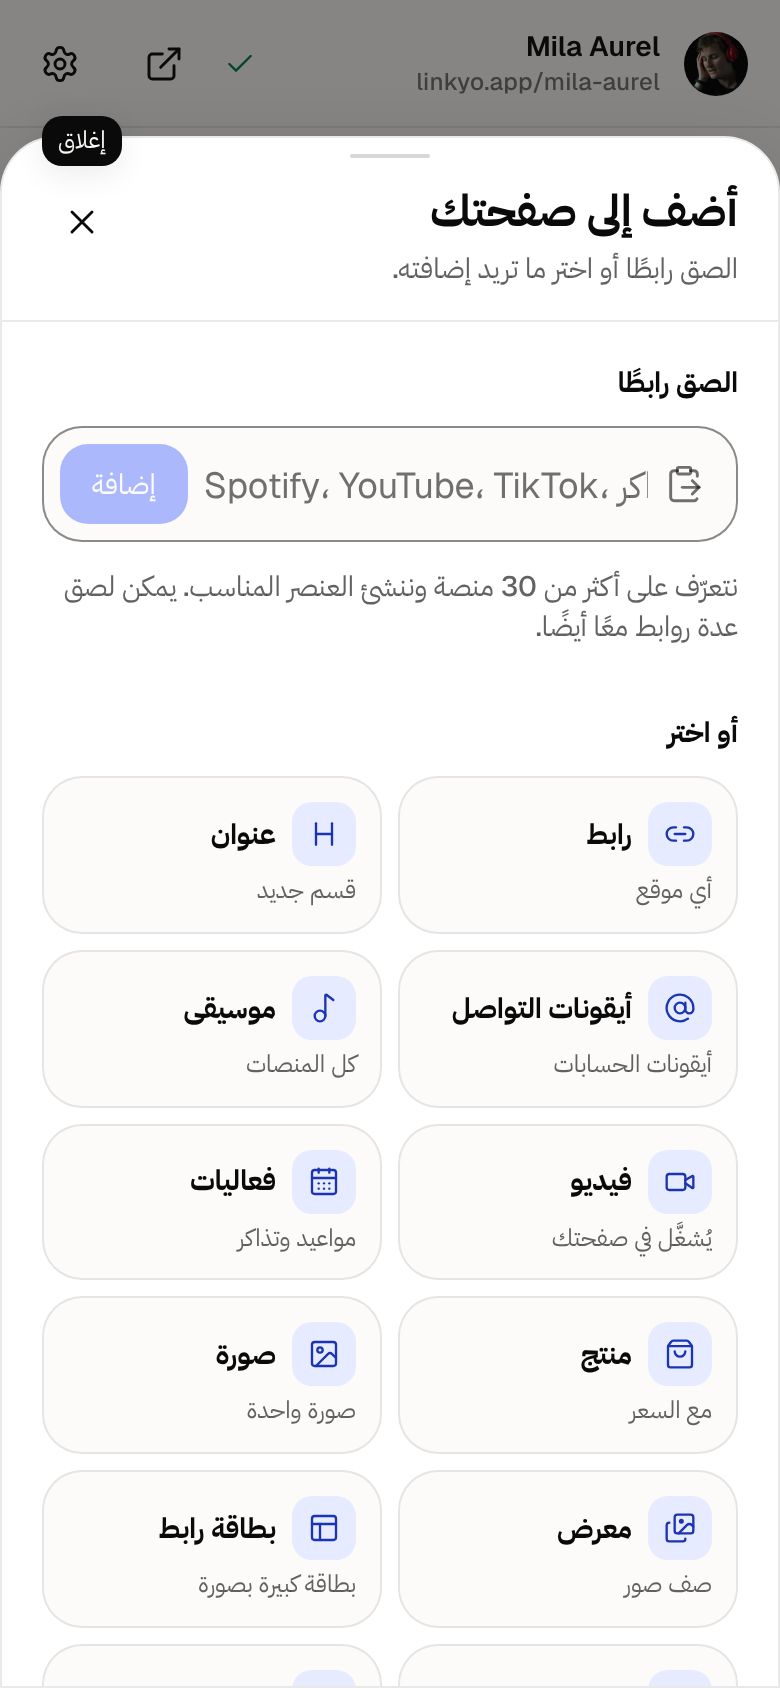 Mila Aurel
linkyo.app/mila-aurel
إغلاق
أضف إلى صفحتك
الصق رابطًا أو اختر ما تريد إضافته.
الصق رابطًا
Spotify، YouTube، TikTok،
إضافة
نتعرّف على أكثر من 30 منصة وننشئ العنصر المناسب. يمكن لصق
عدة روابط معًا أيضًا.
أو اختر
رابط
أي موقع
عنوان
قسم جديد
أيقونات التواصل
أيقونات الحسابات
موسيقى
كل المنصات
فيديو
يُشغَّل في صفحتك
فعاليات
مواعيد وتذاكر
منتج
مع السعر
صورة
صورة واحدة
معرض
صف صور
بطاقة رابط
بطاقة كبيرة بصورة